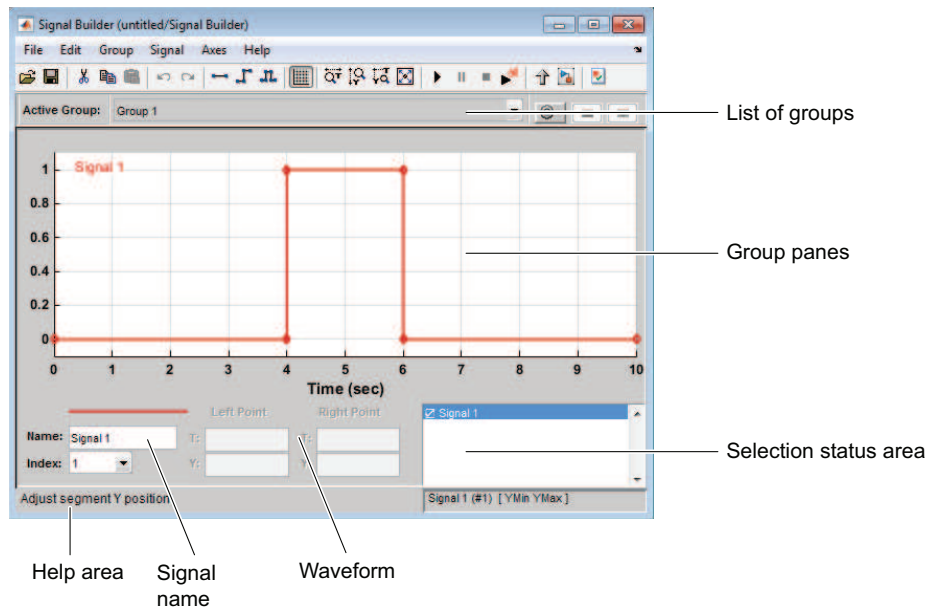 Signal Builder (untitled/Signal Builder)
File Edit Group Signal Axes Help
Active Group: Group 1
List of groups
Signal 1
1
0.8
0.6
0.4
0.2
0
Group panes
0 1 2 3 4 5 6 7 8 9 10
Time (sec)
Left Point Right Point
Signal 1
Name: Signal 1 T: T:
Index: 1 Y: Y
Selection status area
Adjust segment Y position
Signal 1 (#1) [ YMin YMax ]
Help area
Signal name
Waveform